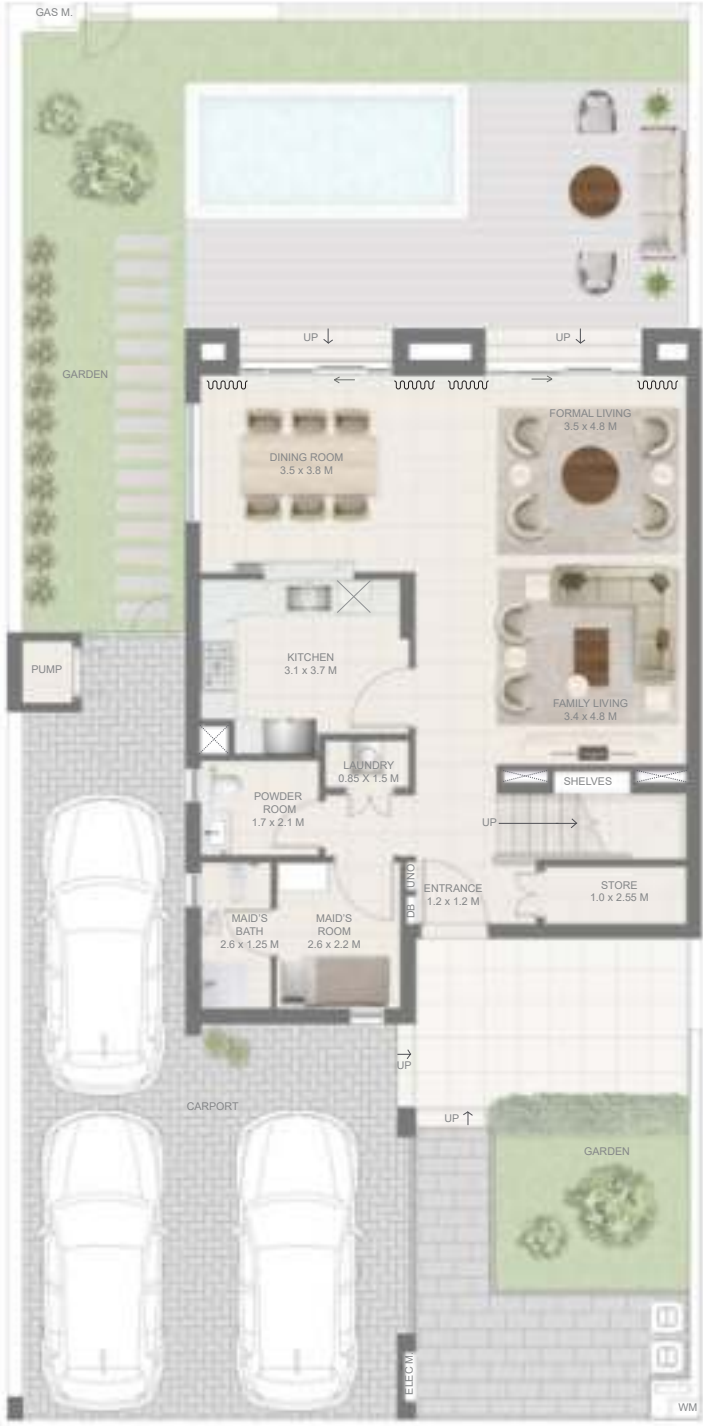 GAS M.
UP
UP
GARDEN
FORMAL LIVING
3.5 x 4.8 M
DINING ROOM
3.5 x 3.8 M
PUMP
KITCHEN
3.1 x 3.7 M
FAMILY LIVING
3.4 x 4.8 M
LAUNDRY
0.85 X 1.5 M
SHELVES
POWDER
ROOM
1.7 x 2.1 M
UP
UNO
DB
ENTRANCE
1.2 x 1.2 M
STORE
1.0 x 2.55 M
MAID'S
BATH
2.6 x 1.25 M
MAID'S
ROOM
2.6 x 2.2 M
UP
CARPORT
UP
GARDEN
ELEC M.
WM